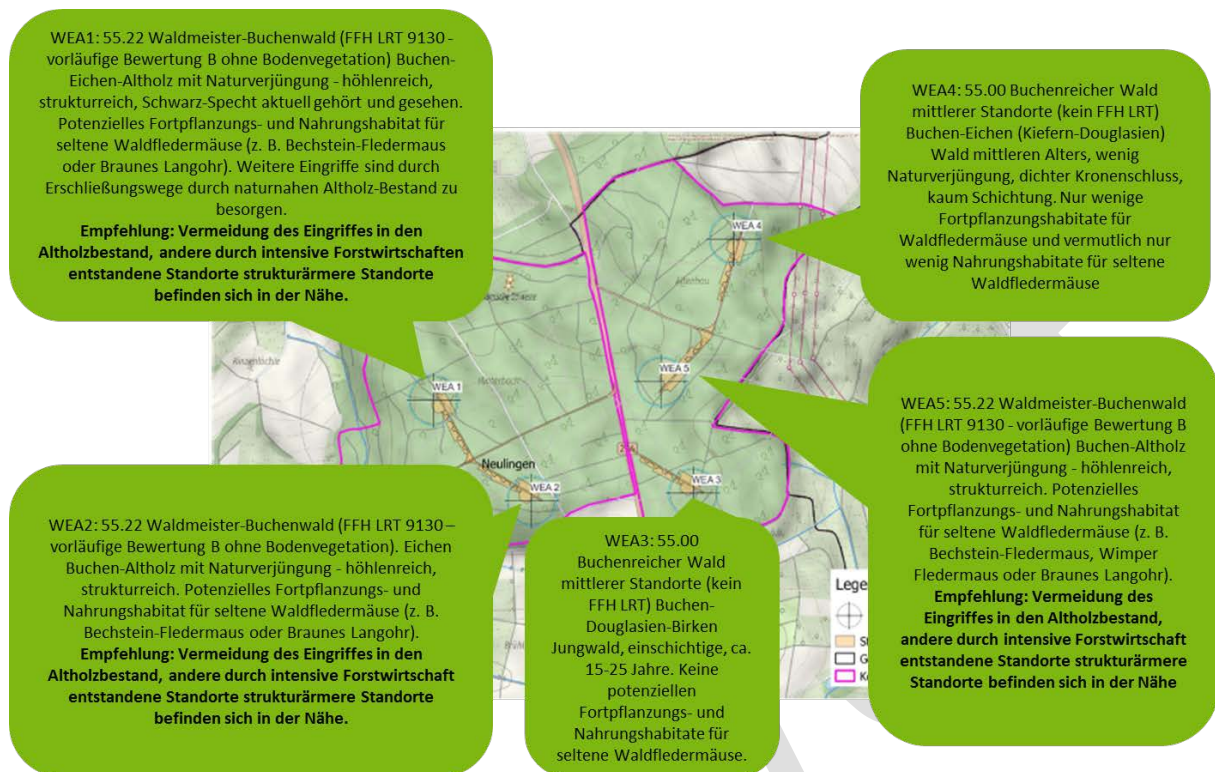 WEA1: 55.22 Waldmeister-Buchenwald (FFH LRT 9130 -
vorläufige Bewertung B ohne Bodenvegetation) Buchen-
Eichen-Altholz mit Naturverjüngung - höhlenreich,
strukturreich, Schwarz-Specht aktuell gehört und gesehen.
Potenzielles Fortpflanzungs- und Nahrungshabitat für
seltene Waldfledermäuse (z. B. Bechstein-Fledermaus
oder Braunes Langohr). Weitere Eingriffe sind durch
Erschließungswege durch naturnahen Altholz-Bestand zu
besorgen.
Empfehlung: Vermeidung des Eingriffes in den
Altholzbestand, andere durch intensive Forstwirtschaften
entstandene Standorte strukturärmere Standorte
befinden sich in der Nähe.
WEA4: 55.00 Buchenreicher Wald
mittlerer Standorte (kein FFH LRT)
Buchen-Eichen (Kiefern-Douglasien)
Wald mittleren Alters, wenig
Naturverjüngung, dichter Kronenschluss,
kaum Schichtung. Nur wenige
Fortpflanzungshabitate für
Waldfledermäuse und vermutlich nur
wenig Nahrungshabitate für seltene
Waldfledermäuse
WEA 4
WEA 5
WEA 1
Neulingen
WEA 2
WEA 3
WEA5: 55.22 Waldmeister-Buchenwald
(FFH LRT 9130 - vorläufige Bewertung B
ohne Bodenvegetation) Buchen-Altholz
mit Naturverjüngung - höhlenreich,
strukturreich. Potenzielles
Fortpflanzungs- und Nahrungshabitat
für seltene Waldfledermäuse (z. B.
Bechstein-Fledermaus, Wimper
Fledermaus oder Braunes Langohr).
Empfehlung: Vermeidung des
Eingriffes in den Altholzbestand,
andere durch intensive Forstwirtschaft
entstandene Standorte strukturärmere
Standorte befinden sich in der Nähe
WEA2: 55.22 Waldmeister-Buchenwald (FFH LRT 9130 –
vorläufige Bewertung B ohne Bodenvegetation). Eichen
Buchen-Altholz mit Naturverjüngung - höhlenreich,
strukturreich. Potenzielles Fortpflanzungs- und
Nahrungshabitat für seltene Waldfledermäuse (z. B.
Bechstein-Fledermaus oder Braunes Langohr).
Empfehlung: Vermeidung des Eingriffes in den
Altholzbestand, andere durch intensive Forstwirtschaft
entstandene Standorte strukturärmere Standorte
befinden sich in der Nähe.
WEA3: 55.00
Buchenreicher Wald
mittlerer Standorte (kein
FFH LRT) Buchen-
Douglasien-Birken
Jungwald, einschichtige, ca.
15-25 Jahre. Keine
potenziellen
Fortpflanzungs- und
Nahrungshabitate für
seltene Waldfledermäuse.
Lege
St
G